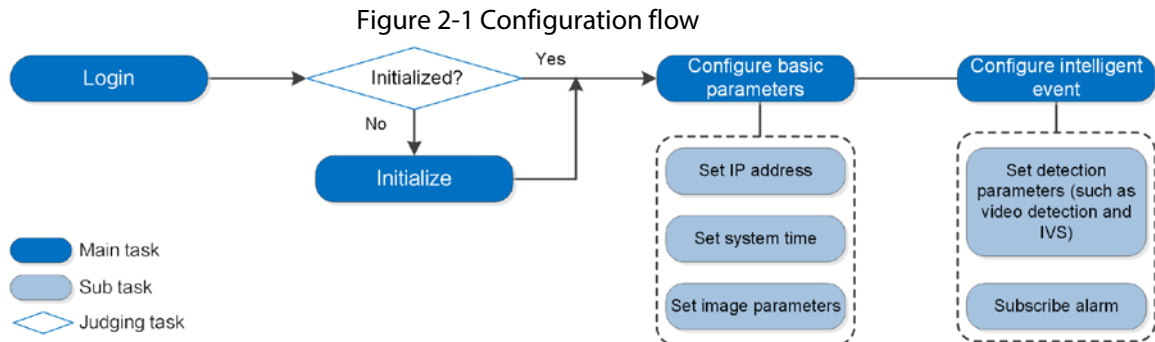 Figure 2-1 Configuration flow
Login
Initialized?
Yes
No
Initialize
Configure basic
parameters
Configure intelligent
event
Set IP address
Set system time
Set image parameters
Set detection
parameters (such as
video detection and
IVS)
Subscribe alarm
Main task
Sub task
Judging task